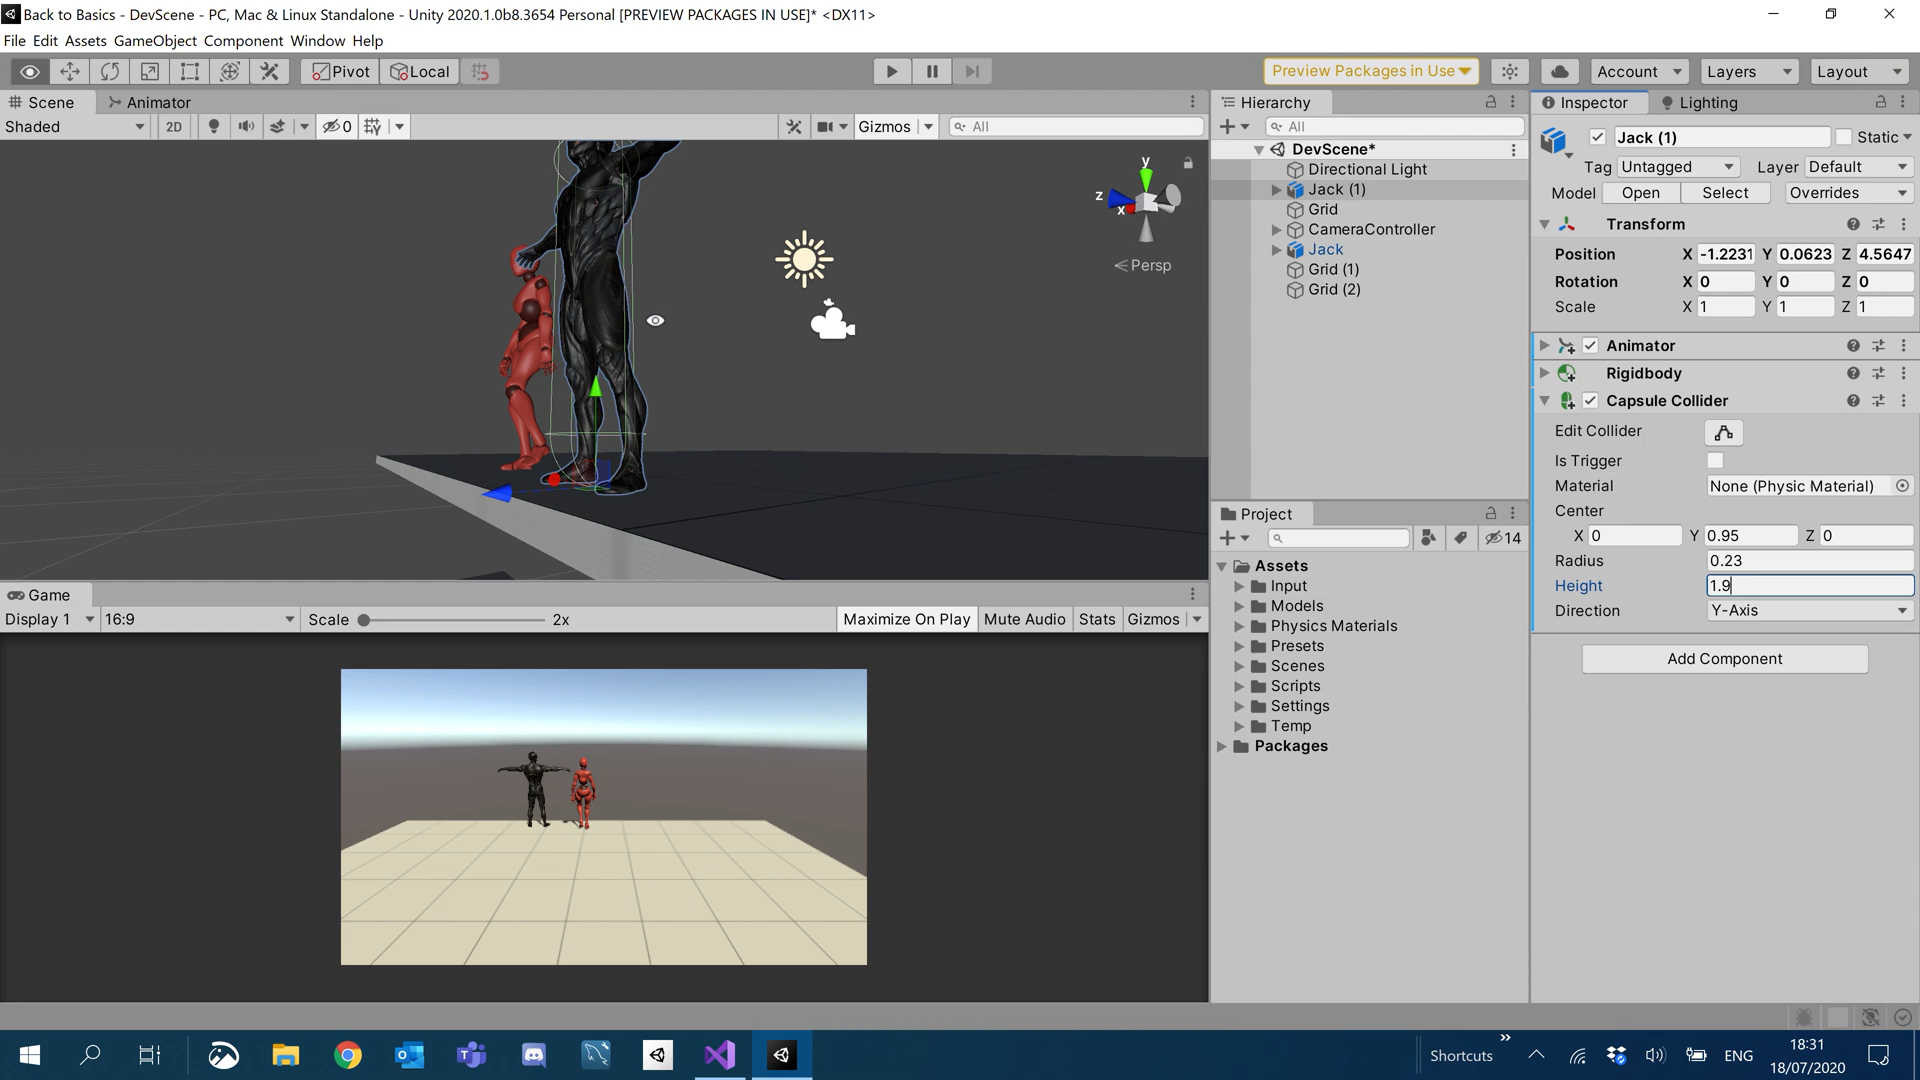 Back to Basics - DevScene - PC, Mac & Linux Standalone - Unity 2020.1.0b8.3654 Personal [PREVIEW PACKAGES IN USE]* <DX11>
File Edit Assets GameObject Component Window Help
Pivot Local Preview Packages in Use Account Layers Layout
Scene Animator
Shaded 2D 0 Gizmos All
y
z
x
Persp
Game
Display 1 16:9 Scale 2x Maximize On Play Mute Audio Stats Gizmos
Hierarchy
All
DevScene*
Directional Light
Jack (1)
Grid
CameraController
Jack
Grid (1)
Grid (2)
Project
14
Assets
Input
Models
Physics Materials
Presets
Scenes
Scripts
Settings
Temp
Packages
Inspector Lighting
Jack (1) Static
Tag Untagged Layer Default
Model Open Select Overrides
Transform
Position X -1.2231 Y 0.0623 Z 4.5647
Rotation X 0 Y 0 Z 0
Scale X 1 Y 1 Z 1
Animator
Rigidbody
Capsule Collider
Edit Collider
Is Trigger
Material None (Physic Material)
Center
X 0 Y 0.95 Z 0
Radius 0.23
Height 1.9
Direction Y-Axis
Add Component
Shortcuts ENG 18:31
18/07/2020